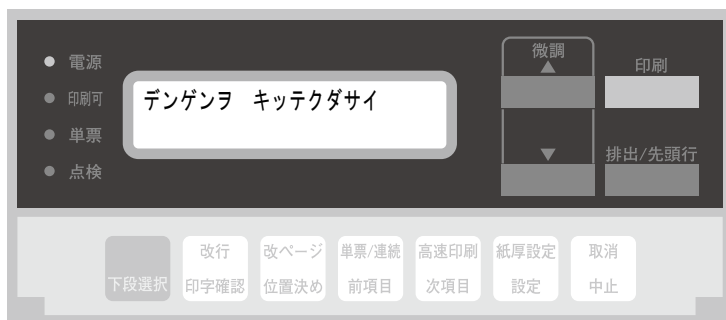 電源
印刷可
単票
点検
デンゲンヲ キッテクダサイ
微調
▲
▼
印刷
排出/先頭行
下段選択
改行
印字確認
改ページ
位置決め
単票/連続
前項目
高速印刷
次項目
紙厚設定
設定
取消
中止